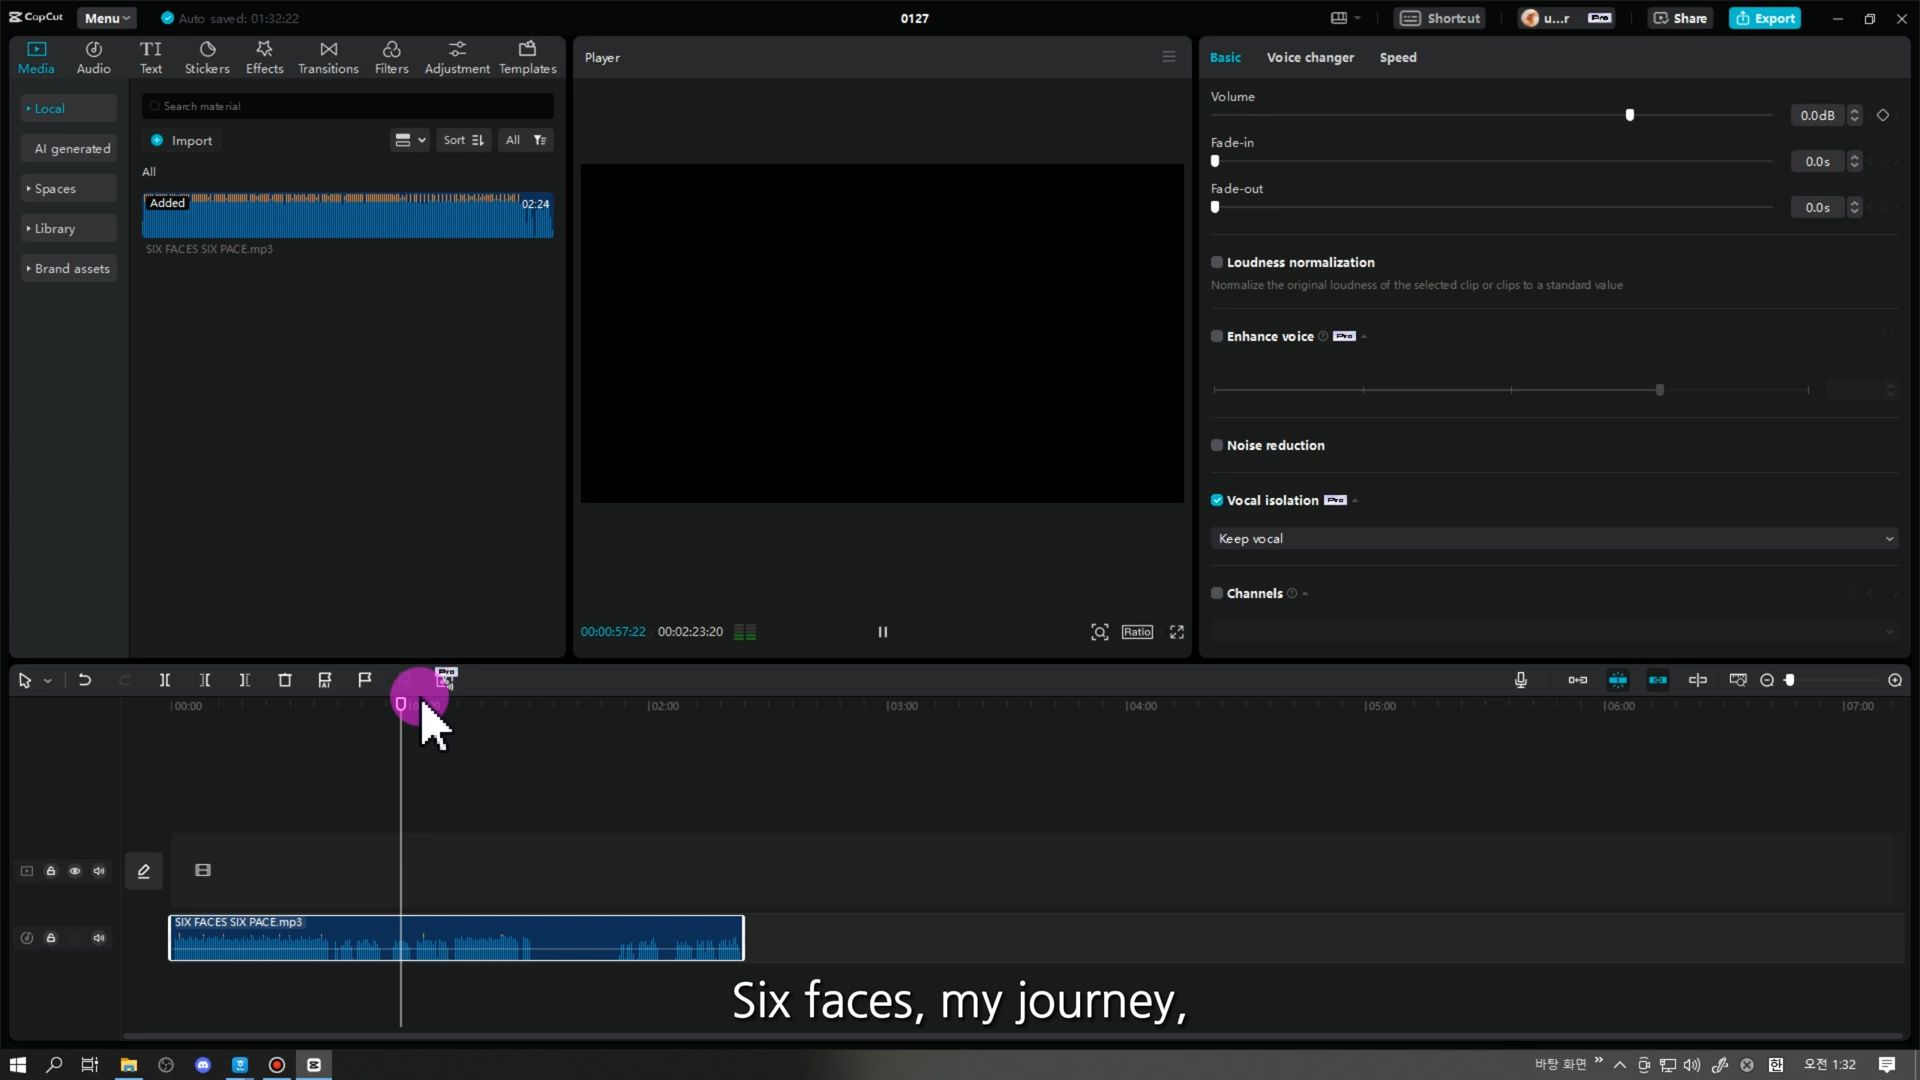 CapCut
Menu
Auto saved: 01:32:22
0127
Shortcut
u...r
Pro
Share
Export
Media
Audio
Text
Stickers
Effects
Transitions
Filters
Adjustment
Templates
Local
AI generated
Spaces
Library
Brand assets
Search material
Import
Sort
All
All
Added
02:24
SIX FACES SIX PACE.mp3
Player
00:00:57:22
00:02:23:20
Ratio
Basic
Voice changer
Speed
Volume
0.0dB
Fade-in
0.0s
Fade-out
0.0s
Loudness normalization
Normalize the original loudness of the selected clip or clips to a standard value
Enhance voice
Pro
Noise reduction
Vocal isolation
Pro
Keep vocal
Channels
Pro
00:00
02:00
03:00
04:00
05:00
06:00
07:00
SIX FACES SIX PACE.mp3
Six faces, my journey,
바탕 화면
한
오전 1:32